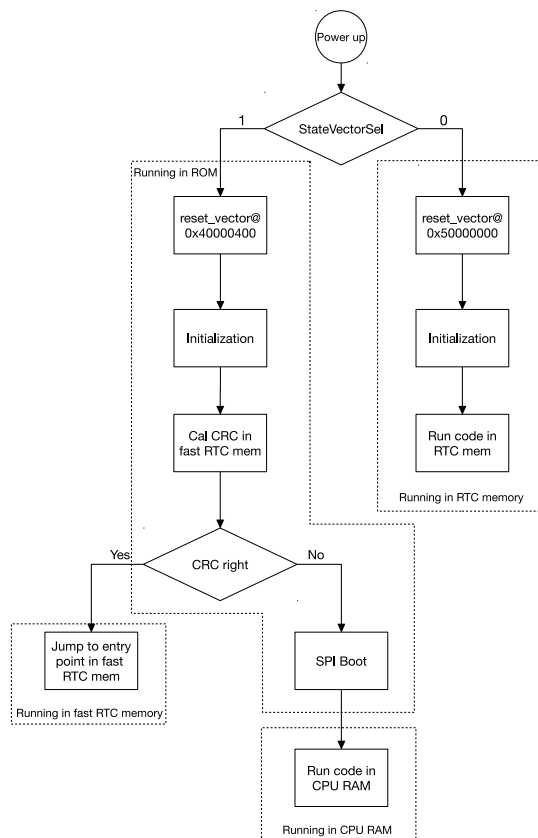 Power up
StateVectorSel
1
0
Running in ROM
reset_vector@
0x40000400
reset_vector@
0x50000000
Initialization
Initialization
Cal CRC in
fast RTC mem
Run code in
RTC mem
Running in RTC memory
Yes
CRC right
No
Jump to entry
point in fast
RTC mem
SPI Boot
Running in fast RTC memory
Run code in
CPU RAM
Running in CPU RAM